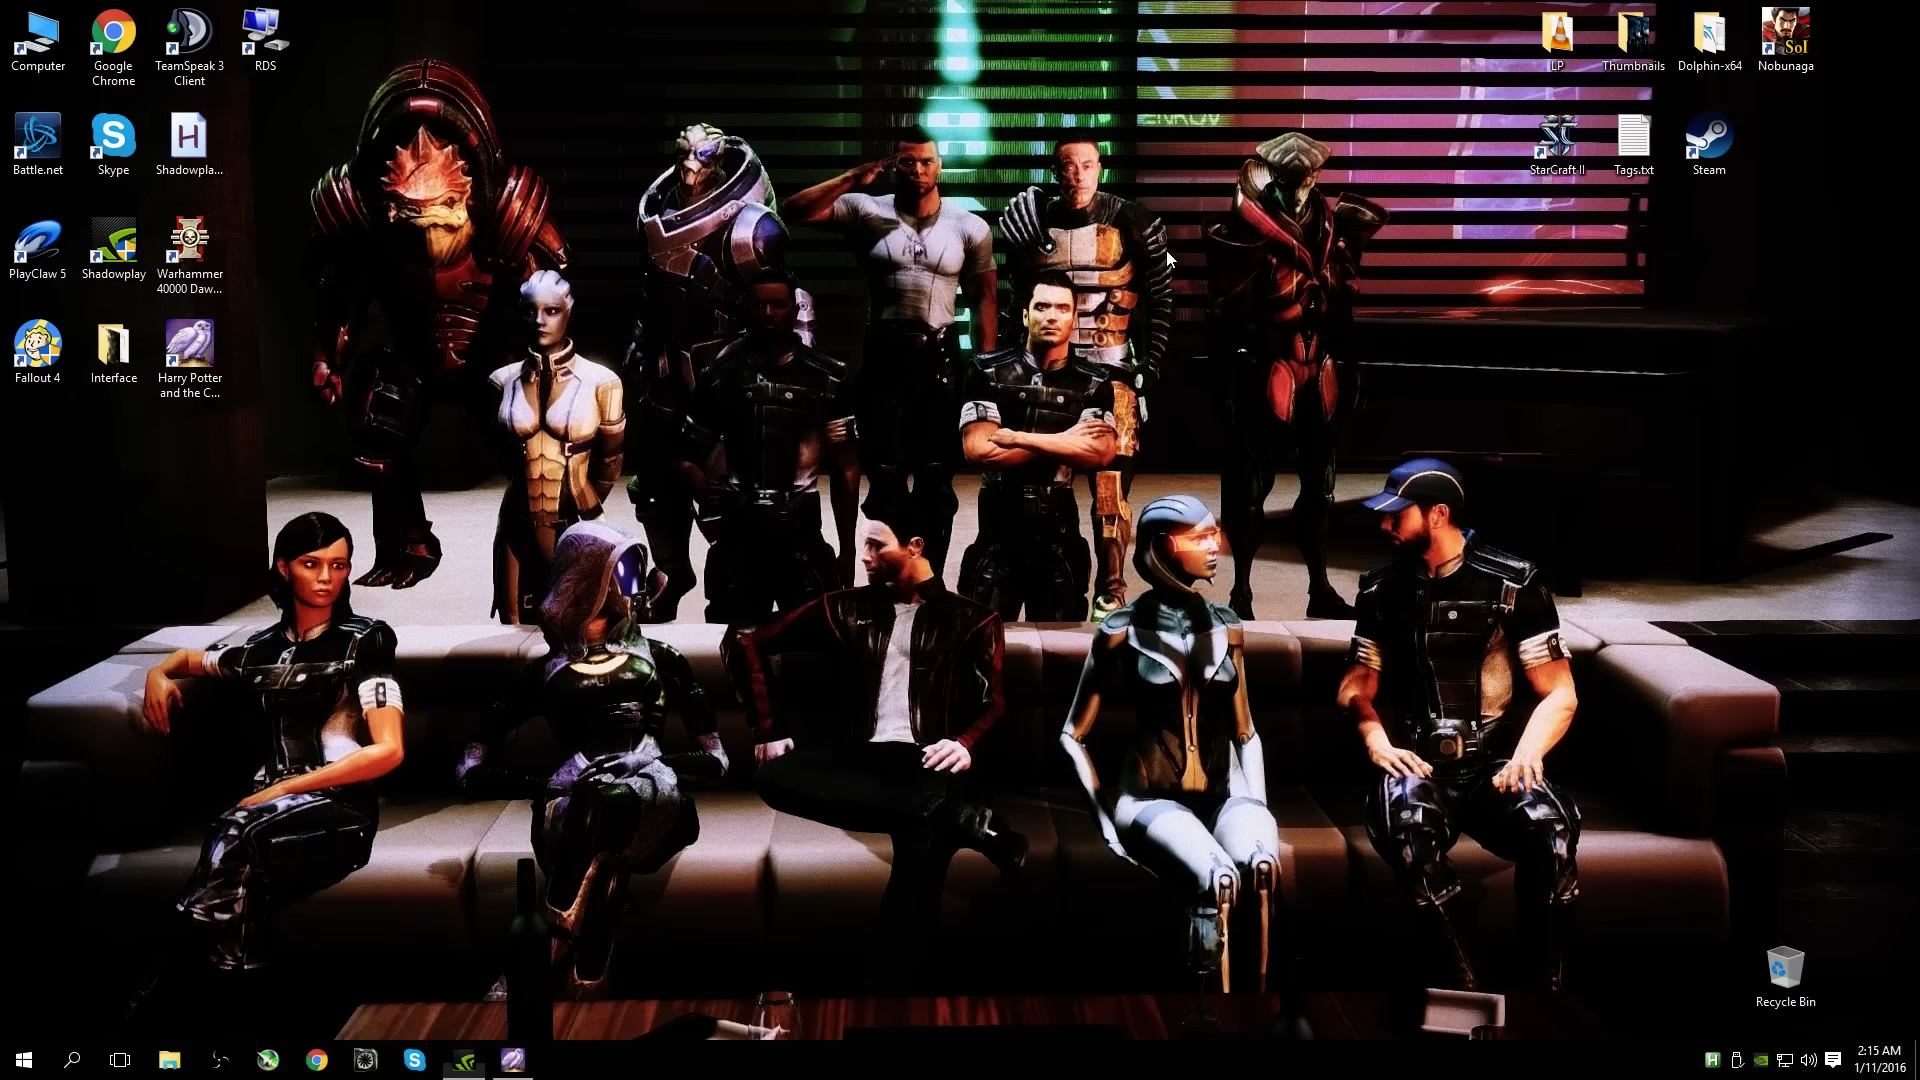 Computer
Google
Chrome
TeamSpeak 3
Client
RDS
LP
Thumbnails
Dolphin-x64
SoI
Nobunaga
Battle.net
Skype
H
Shadowpla...
StarCraft II
Tags.txt
Steam
PlayClaw 5
Shadowplay
Warhammer
40000 Daw...
Fallout 4
Interface
Harry Potter
and the C...
Recycle Bin
H
2:15 AM
1/11/2016